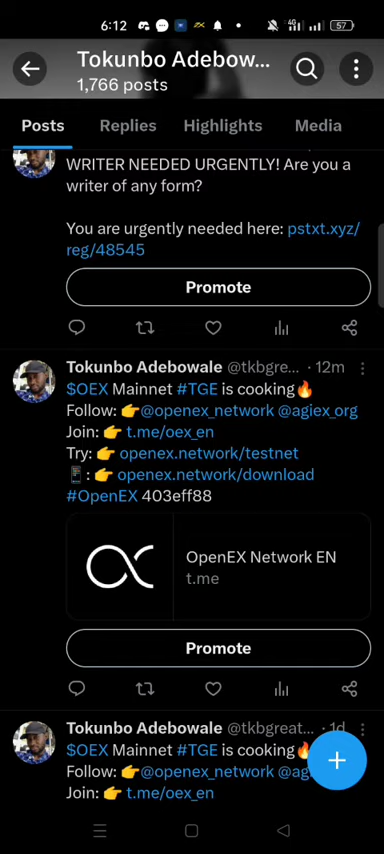 6:12
4G
57
Tokunbo Adebow...
1,766 posts
Posts Replies Highlights Media
WRITER NEEDED URGENTLY! Are you a
writer of any form?
You are urgently needed here: pstxt.xyz/
reg/48545
Promote
Tokunbo Adebowale @tkbgre... · 12m
$OEX Mainnet #TGE is cooking🔥
Follow: 👉@openex_network @agiex_org
Join: 👉 t.me/oex_en
Try: 👉 openex.network/testnet
📱: 👉 openex.network/download
#OpenEX 403eff88
OpenEX Network EN
t.me
Promote
Tokunbo Adebowale @tkbgreat... · 1d
$OEX Mainnet #TGE is cooking🔥
Follow: 👉@openex_network @ag
Join: 👉 t.me/oex_en